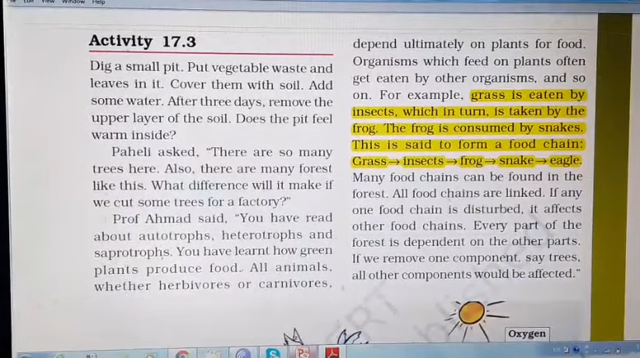 View Window Help
Activity 17.3
Dig a small pit. Put vegetable waste and
leaves in it. Cover them with soil. Add
some water. After three days, remove the
upper layer of the soil. Does the pit feel
warm inside?
Paheli asked, “There are so many
trees here. Also, there are many forest
like this. What difference will it make if
we cut some trees for a factory?”
Prof Ahmad said, “You have read
about autotrophs, heterotrophs and
saprotrophs. You have learnt how green
plants produce food. All animals,
whether herbivores or carnivores,
depend ultimately on plants for food.
Organisms which feed on plants often
get eaten by other organisms, and so
on. For example, grass is eaten by
insects, which in turn, is taken by the
frog. The frog is consumed by snakes.
This is said to form a food chain:
Grass→insects→frog→snake→eagle.
Many food chains can be found in the
forest. All food chains are linked. If any
one food chain is disturbed, it affects
other food chains. Every part of the
forest is dependent on the other parts.
If we remove one component, say trees,
all other components would be affected.”
Oxygen